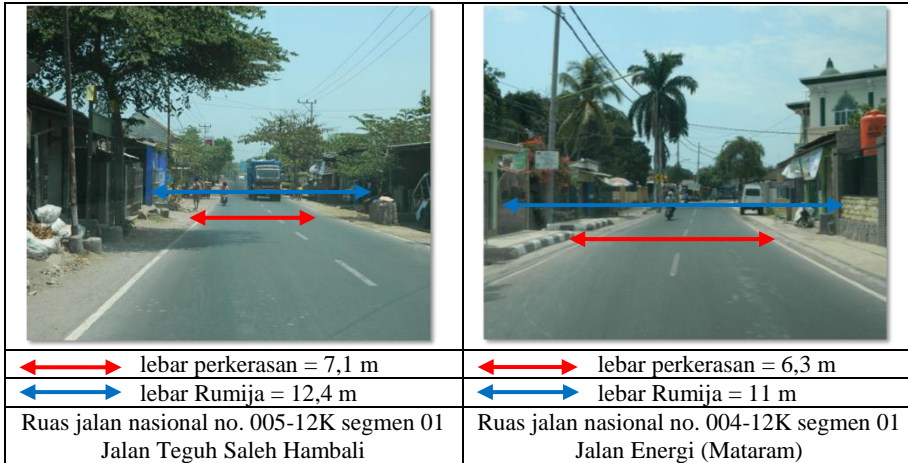 lebar perkerasan = 7,1 m
lebar perkerasan = 6,3 m
lebar Rumija = 12,4 m
lebar Rumija = 11 m
Ruas jalan nasional no. 005-12K segmen 01
Jalan Teguh Saleh Hambali
Ruas jalan nasional no. 004-12K segmen 01
Jalan Energi (Mataram)